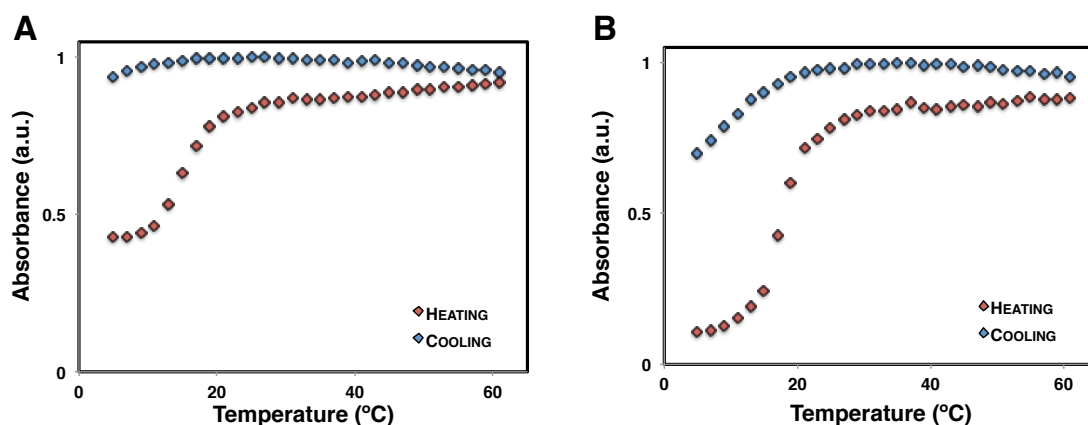 A
1
0.5
0
Absorbance (a.u.)
HEATING
COOLING
0 20 40 60
Temperature (ºC)
B
1
0.5
0
Absorbance (a.u.)
HEATING
COOLING
0 20 40 60
Temperature (ºC)